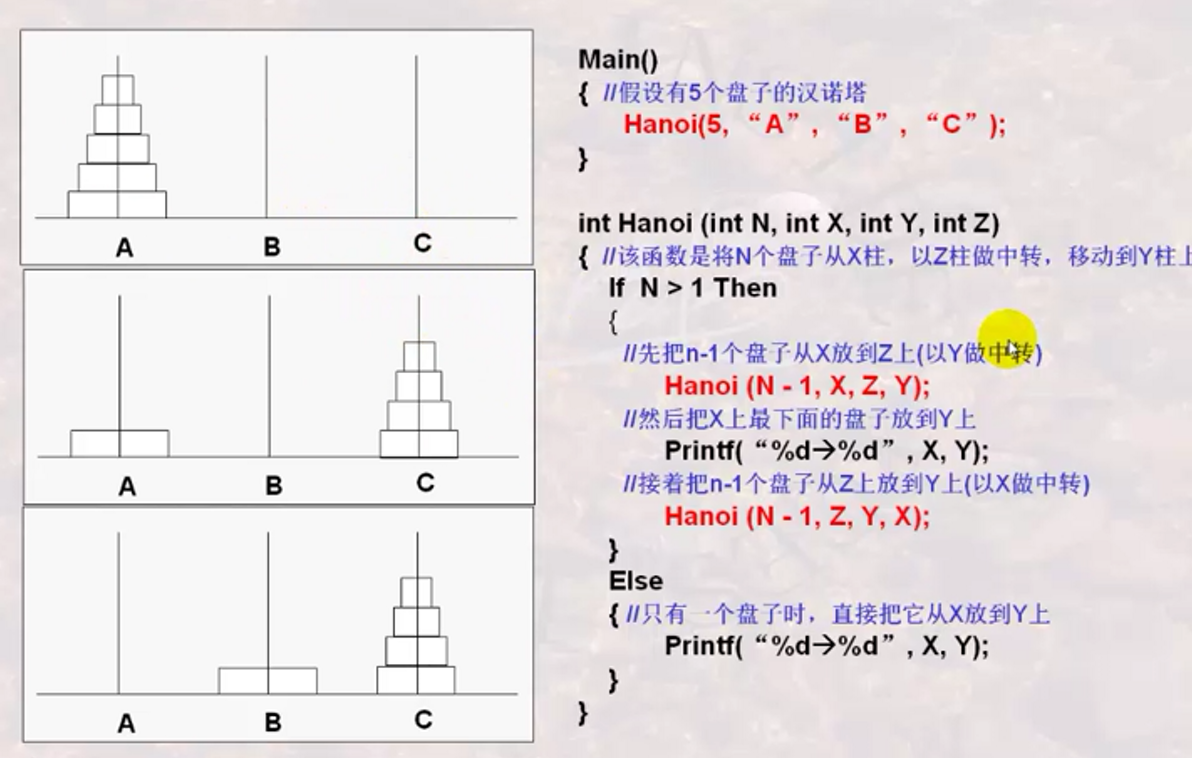 A B C
A B C
A B C
Main()
{ //假设有5个盘子的汉诺塔
Hanoi(5, “A”, “B”, “C”);
}
int Hanoi (int N, int X, int Y, int Z)
{ //该函数是将N个盘子从X柱，以Z柱做中转，移动到Y柱上
If N > 1 Then
{
//先把n-1个盘子从X放到Z上(以Y做中转)
Hanoi (N - 1, X, Z, Y);
//然后把X上最下面的盘子放到Y上
Printf( “%d→%d”, X, Y);
//接着把n-1个盘子从Z上放到Y上(以X做中转)
Hanoi (N - 1, Z, Y, X);
}
Else
{ //只有一个盘子时，直接把它从X放到Y上
Printf( “%d→%d”, X, Y);
}
}